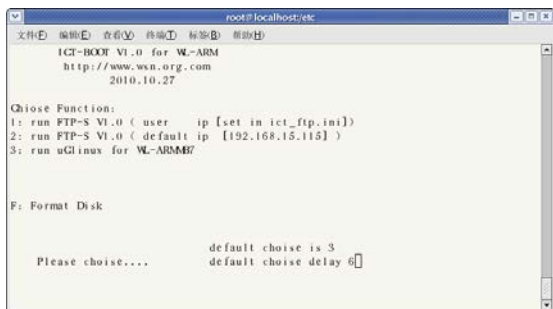 root@localhost:/etc
文件(F) 编辑(E) 查看(V) 终端(T) 标签(B) 帮助(H)
ICT-BOOT V1.0 for WL-ARM
http://www.wsn.org.com
2010.10.27
Chiose Function:
1: run FTP-S V1.0 ( user ip [set in ict_ftp.ini])
2: run FTP-S V1.0 ( default ip [192.168.15.115] )
3: run uClinux for WL-ARMMB7
F: Format Disk
default choise is 3
Please choise.... default choise delay 6